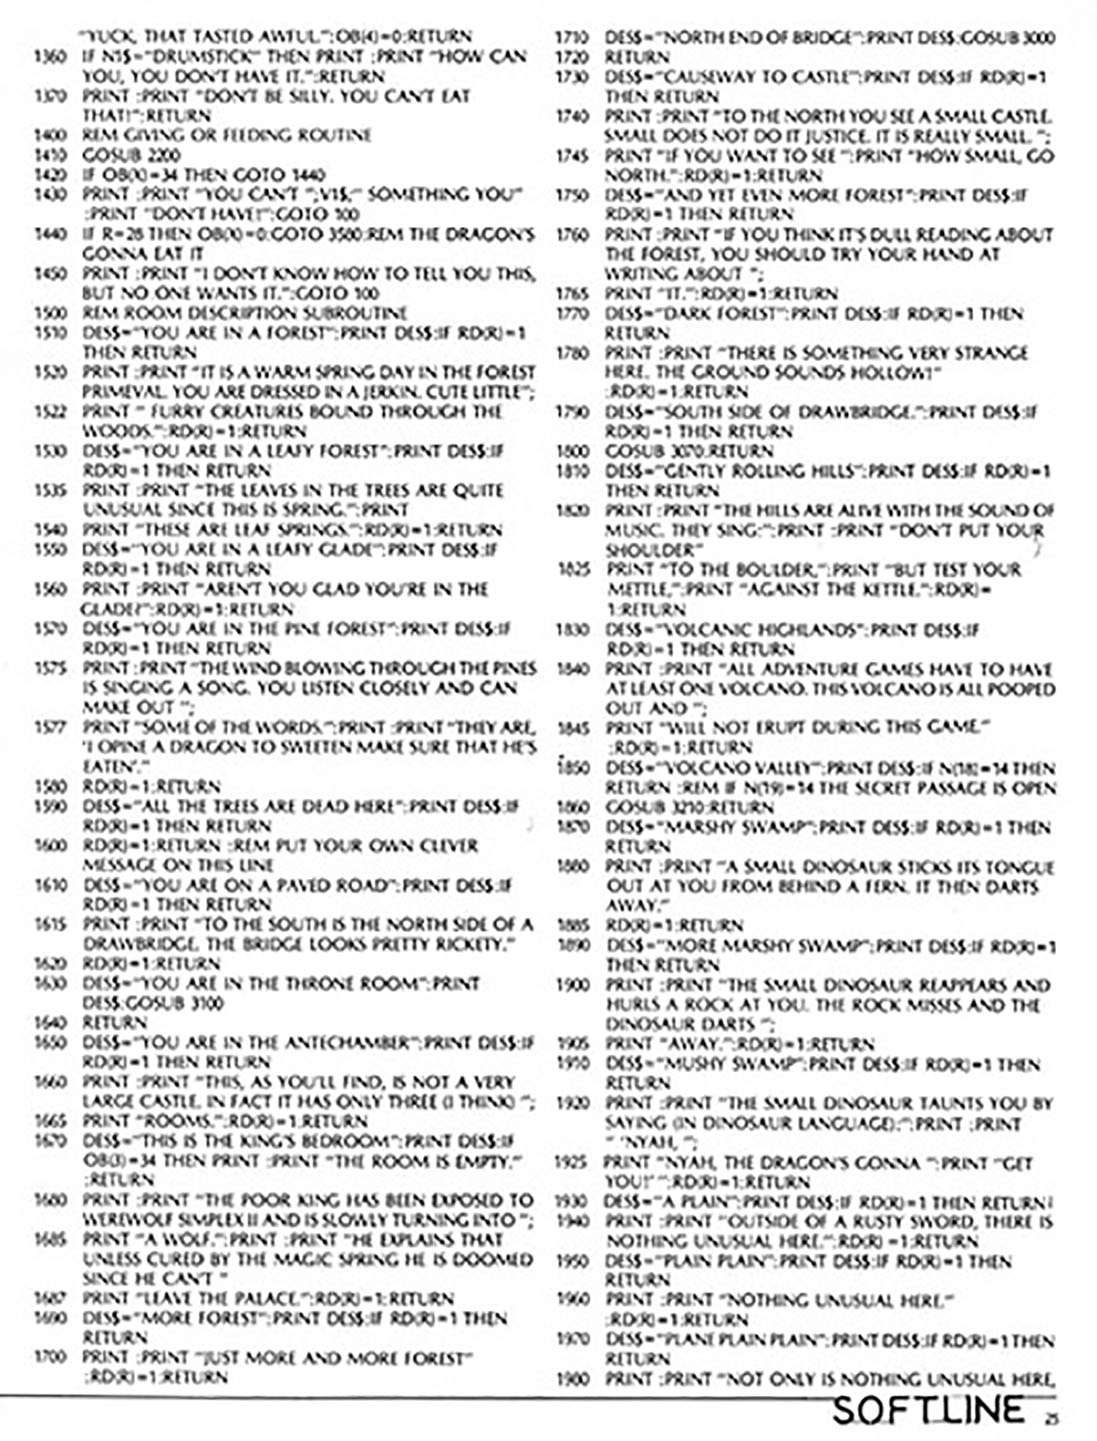 "YUCK, THAT TASTED AWFUL.":OB(4)=0:RETURN
1360 IF N1$="DRUMSTICK" THEN PRINT :PRINT "HOW CAN
YOU, YOU DON'T HAVE IT.":RETURN
1370 PRINT :PRINT "DON'T BE SILLY. YOU CAN'T EAT
THAT!":RETURN
1400 REM GIVING OR FEEDING ROUTINE
1410 GOSUB 2200
1420 IF OB(X)=34 THEN GOTO 1440
1430 PRINT :PRINT "YOU CAN'T ";V1$;" SOMETHING YOU"
:PRINT "DON'T HAVE!":GOTO 100
1440 IF R=28 THEN OB(X)=0:GOTO 3580:REM THE DRAGON'S
GONNA EAT IT
1450 PRINT :PRINT "I DON'T KNOW HOW TO TELL YOU THIS,
BUT NO ONE WANTS IT.":GOTO 100
1500 REM ROOM DESCRIPTION SUBROUTINE
1510 DES$="YOU ARE IN A FOREST":PRINT DES$:IF RD(R)=1
THEN RETURN
1520 PRINT :PRINT "IT IS A WARM SPRING DAY IN THE FOREST
PRIMEVAL. YOU ARE DRESSED IN A JERKIN. CUTE LITTLE";
1522 PRINT " FURRY CREATURES BOUND THROUGH THE
WOODS.":RD(R)=1:RETURN
1530 DES$="YOU ARE IN A LEAFY FOREST":PRINT DES$:IF
RD(R)=1 THEN RETURN
1535 PRINT :PRINT "THE LEAVES IN THE TREES ARE QUITE
UNUSUAL SINCE THIS IS SPRING.":PRINT
1540 PRINT "THESE ARE LEAF SPRINGS.":RD(R)=1:RETURN
1550 DES$="YOU ARE IN A LEAFY GLADE":PRINT DES$:IF
RD(R)=1 THEN RETURN
1560 PRINT :PRINT "AREN'T YOU GLAD YOU'RE IN THE
GLADE?":RD(R)=1:RETURN
1570 DES$="YOU ARE IN THE PINE FOREST":PRINT DES$:IF
RD(R)=1 THEN RETURN
1575 PRINT :PRINT "THE WIND BLOWING THROUGH THE PINES
IS SINGING A SONG. YOU LISTEN CLOSELY AND CAN
MAKE OUT ";
1577 PRINT "SOME OF THE WORDS.":PRINT :PRINT "THEY ARE,
'I OPINE A DRAGON TO SWEETEN MAKE SURE THAT HE'S
EATEN'."
1580 RD(R)=1:RETURN
1590 DES$="ALL THE TREES ARE DEAD HERE":PRINT DES$:IF
RD(R)=1 THEN RETURN
1600 RD(R)=1:RETURN :REM PUT YOUR OWN CLEVER
MESSAGE ON THIS LINE
1610 DES$="YOU ARE ON A PAVED ROAD":PRINT DES$:IF
RD(R)=1 THEN RETURN
1615 PRINT :PRINT "TO THE SOUTH IS THE NORTH SIDE OF A
DRAWBRIDGE. THE BRIDGE LOOKS PRETTY RICKETY."
1620 RD(R)=1:RETURN
1630 DES$="YOU ARE IN THE THRONE ROOM":PRINT
DES$:GOSUB 3100
1640 RETURN
1650 DES$="YOU ARE IN THE ANTECHAMBER":PRINT DES$:IF
RD(R)=1 THEN RETURN
1660 PRINT :PRINT "THIS, AS YOU'LL FIND, IS NOT A VERY
LARGE CASTLE. IN FACT IT HAS ONLY THREE (I THINK) ";
1665 PRINT "ROOMS.":RD(R)=1:RETURN
1670 DES$="THIS IS THE KING'S BEDROOM":PRINT DES$:IF
OB(3)=34 THEN PRINT :PRINT "THE ROOM IS EMPTY."
:RETURN
1680 PRINT :PRINT "THE POOR KING HAS BEEN EXPOSED TO
WEREWOLF SIMPLEX II AND IS SLOWLY TURNING INTO ";
1685 PRINT "A WOLF.":PRINT :PRINT "HE EXPLAINS THAT
UNLESS CURED BY THE MAGIC SPRING HE IS DOOMED
SINCE HE CAN'T "
1687 PRINT "LEAVE THE PALACE.":RD(R)=1:RETURN
1690 DES$="MORE FOREST":PRINT DES$:IF RD(R)=1 THEN
RETURN
1700 PRINT :PRINT "JUST MORE AND MORE FOREST"
:RD(R)=1:RETURN
1710 DES$="NORTH END OF BRIDGE":PRINT DES$:GOSUB 3000
1720 RETURN
1730 DES$="CAUSEWAY TO CASTLE":PRINT DES$:IF RD(R)=1
THEN RETURN
1740 PRINT :PRINT "TO THE NORTH YOU SEE A SMALL CASTLE.
SMALL DOES NOT DO IT JUSTICE. IT IS REALLY SMALL. ";
1745 PRINT "IF YOU WANT TO SEE ":PRINT "HOW SMALL, GO
NORTH.":RD(R)=1:RETURN
1750 DES$="AND YET EVEN MORE FOREST":PRINT DES$:IF
RD(R)=1 THEN RETURN
1760 PRINT :PRINT "IF YOU THINK IT'S DULL READING ABOUT
THE FOREST, YOU SHOULD TRY YOUR HAND AT
WRITING ABOUT ";
1765 PRINT "IT.":RD(R)=1:RETURN
1770 DES$="DARK FOREST":PRINT DES$:IF RD(R)=1 THEN
RETURN
1780 PRINT :PRINT "THERE IS SOMETHING VERY STRANGE
HERE. THE GROUND SOUNDS HOLLOW!"
:RD(R)=1:RETURN
1790 DES$="SOUTH SIDE OF DRAWBRIDGE.":PRINT DES$:IF
RD(R)=1 THEN RETURN
1800 GOSUB 3070:RETURN
1810 DES$="GENTLY ROLLING HILLS":PRINT DES$:IF RD(R)=1
THEN RETURN
1820 PRINT :PRINT "THE HILLS ARE ALIVE WITH THE SOUND OF
MUSIC. THEY SING:":PRINT :PRINT "DON'T PUT YOUR
SHOULDER"
1825 PRINT "TO THE BOULDER,":PRINT "BUT TEST YOUR
METTLE,":PRINT "AGAINST THE KETTLE.":RD(R)=
1:RETURN
1830 DES$="VOLCANIC HIGHLANDS":PRINT DES$:IF
RD(R)=1 THEN RETURN
1840 PRINT :PRINT "ALL ADVENTURE GAMES HAVE TO HAVE
AT LEAST ONE VOLCANO. THIS VOLCANO IS ALL POOPED
OUT AND ";
1845 PRINT "WILL NOT ERUPT DURING THIS GAME."
:RD(R)=1:RETURN
1850 DES$="VOLCANO VALLEY":PRINT DES$:IF N(18)=14 THEN
RETURN :REM IF N(19)=14 THE SECRET PASSAGE IS OPEN
1860 GOSUB 3210:RETURN
1870 DES$="MARSHY SWAMP":PRINT DES$:IF RD(R)=1 THEN
RETURN
1880 PRINT :PRINT "A SMALL DINOSAUR STICKS ITS TONGUE
OUT AT YOU FROM BEHIND A FERN. IT THEN DARTS
AWAY."
1885 RD(R)=1:RETURN
1890 DES$="MORE MARSHY SWAMP":PRINT DES$:IF RD(R)=1
THEN RETURN
1900 PRINT :PRINT "THE SMALL DINOSAUR REAPPEARS AND
HURLS A ROCK AT YOU. THE ROCK MISSES AND THE
DINOSAUR DARTS ";
1905 PRINT "AWAY.":RD(R)=1:RETURN
1910 DES$="MUSHY SWAMP":PRINT DES$:IF RD(R)=1 THEN
RETURN
1920 PRINT :PRINT "THE SMALL DINOSAUR TAUNTS YOU BY
SAYING (IN DINOSAUR LANGUAGE):":PRINT :PRINT
" 'NYAH, ";
1925 PRINT "NYAH, THE DRAGON'S GONNA ":PRINT "GET
YOU!' ":RD(R)=1:RETURN
1930 DES$="A PLAIN":PRINT DES$:IF RD(R)=1 THEN RETURN
1940 PRINT :PRINT "OUTSIDE OF A RUSTY SWORD, THERE IS
NOTHING UNUSUAL HERE.":RD(R) =1:RETURN
1950 DES$="PLAIN PLAIN":PRINT DES$:IF RD(R)=1 THEN
RETURN
1960 PRINT :PRINT "NOTHING UNUSUAL HERE."
:RD(R)=1:RETURN
1970 DES$="PLANE PLAIN PLAIN":PRINT DES$:IF RD(R)=1 THEN
RETURN
1980 PRINT :PRINT "NOT ONLY IS NOTHING UNUSUAL HERE,
SOFTLINE 25